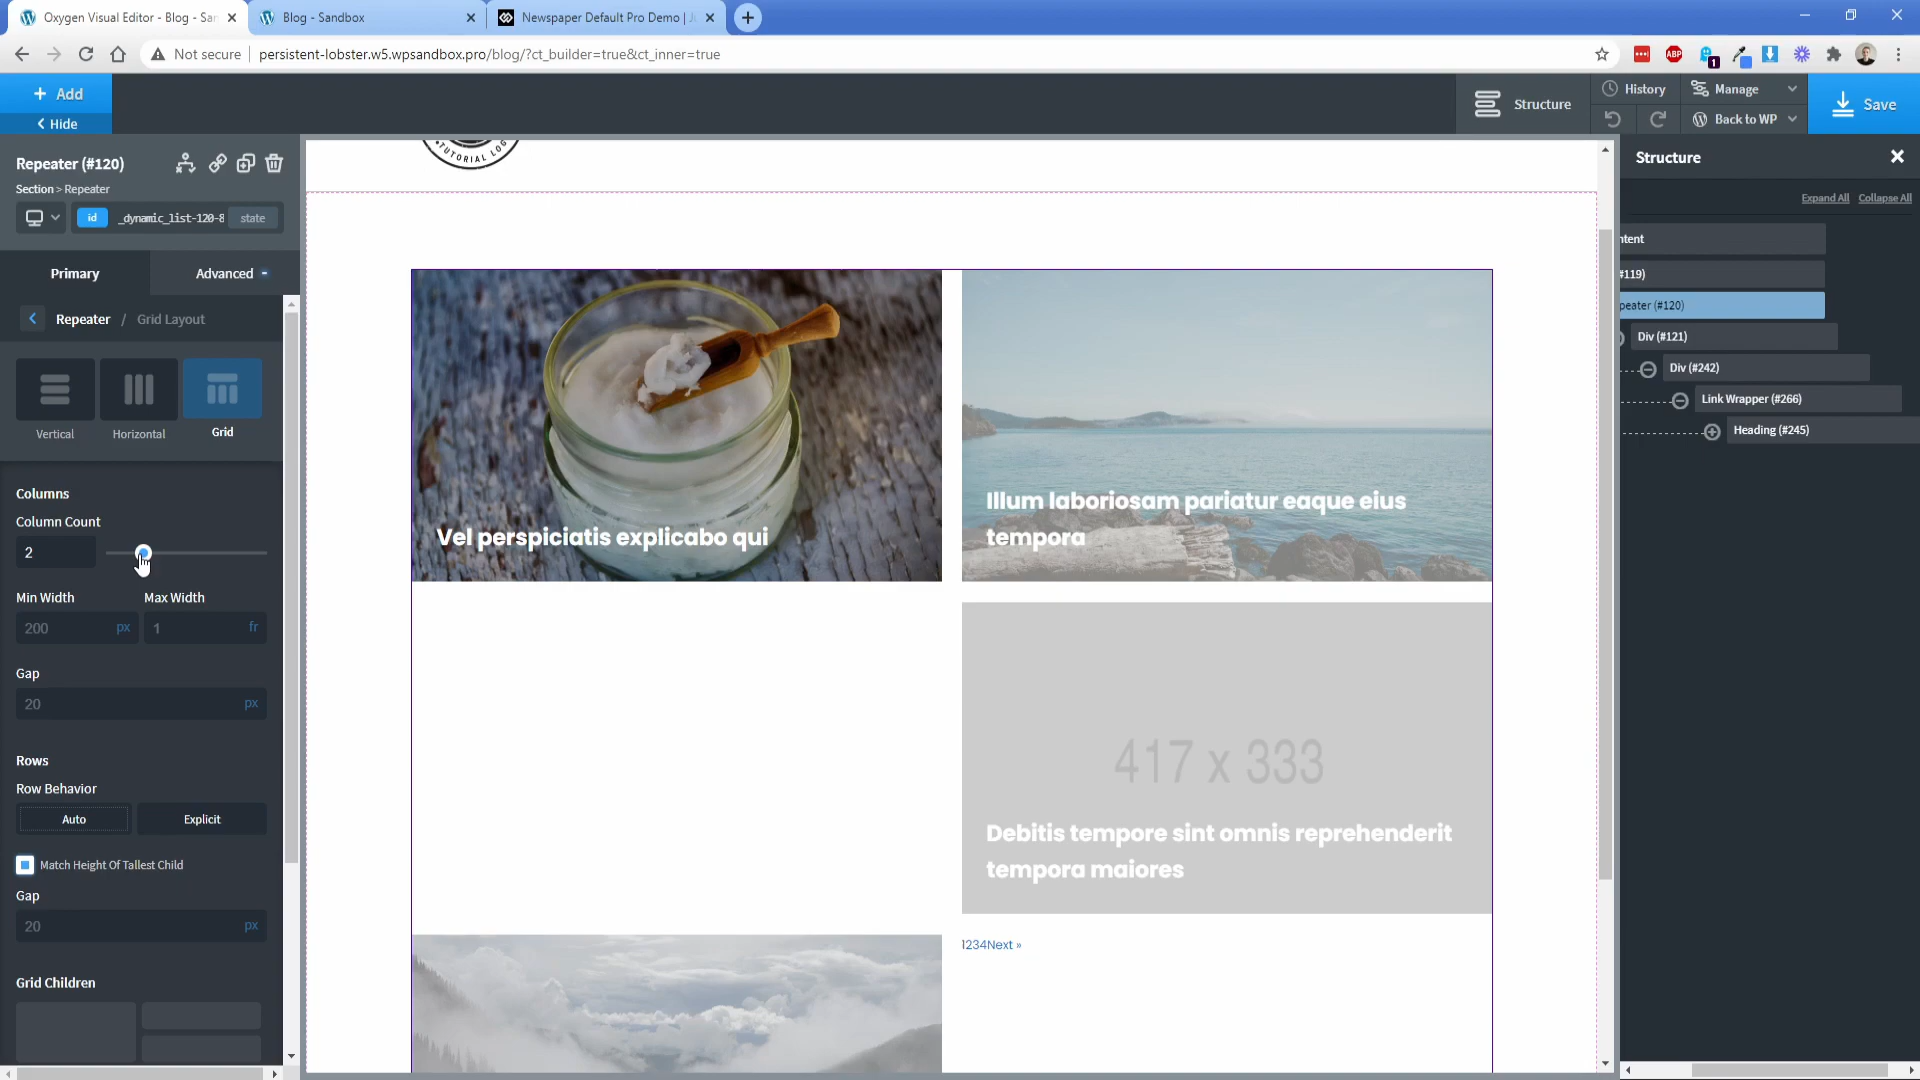 Oxygen Visual Editor - Blog - San
Blog - Sandbox
Newspaper Default Pro Demo |
Not secure
persistent-lobster.w5.wpsandbox.pro/blog/?ct_builder=true&ct_inner=true
ABP
1
+ Add
< Hide
Structure
History
Manage
Back to WP
Save
Repeater (#120)
Section > Repeater
id
_dynamic_list-120-8
state
Primary
Advanced
Repeater / Grid Layout
Vertical
Horizontal
Grid
Columns
Column Count
2
Min Width
Max Width
200 px
1 fr
Gap
20 px
Rows
Row Behavior
Auto
Explicit
Match Height Of Tallest Child
Gap
20 px
Grid Children
TUTORIAL
Vel perspiciatis explicabo qui
Illum laboriosam pariatur eaque eius
tempora
417 x 333
Debitis tempore sint omnis reprehenderit
tempora maiores
1234Next »
Structure
Expand All
Collapse All
ntent
#119)
peater (#120)
Div (#121)
Div (#242)
Link Wrapper (#266)
Heading (#245)